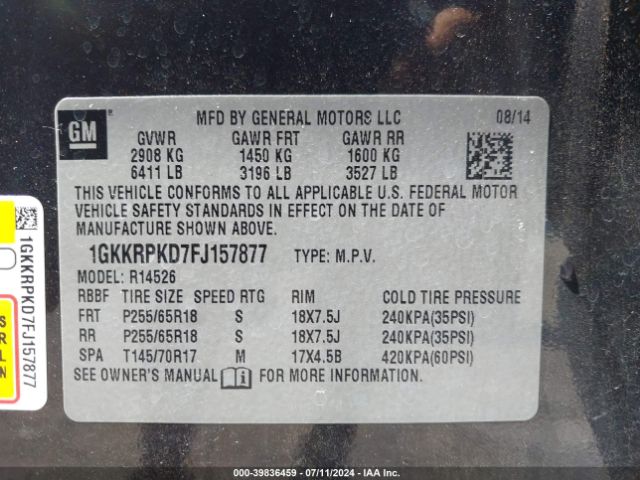 GM
MFD BY GENERAL MOTORS LLC 08/14
GVWR GAWR FRT GAWR RR
2908 KG 1450 KG 1600 KG
6411 LB 3196 LB 3527 LB
THIS VEHICLE CONFORMS TO ALL APPLICABLE U.S. FEDERAL MOTOR
VEHICLE SAFETY STANDARDS IN EFFECT ON THE DATE OF
MANUFACTURE SHOWN ABOVE.
1GKKRPKD7FJ157877 TYPE: M.P.V.
MODEL: R14526
RBBF TIRE SIZE SPEED RTG RIM COLD TIRE PRESSURE
FRT P255/65R18 S 18X7.5J 240KPA(35PSI)
RR P255/65R18 S 18X7.5J 240KPA(35PSI)
SPA T145/70R17 M 17X4.5B 420KPA(60PSI)
SEE OWNER'S MANUAL i FOR MORE INFORMATION.
1GKKRPKD7FJ157877
S
R
L
N
000-39836459 - 07/11/2024 - IAA Inc.